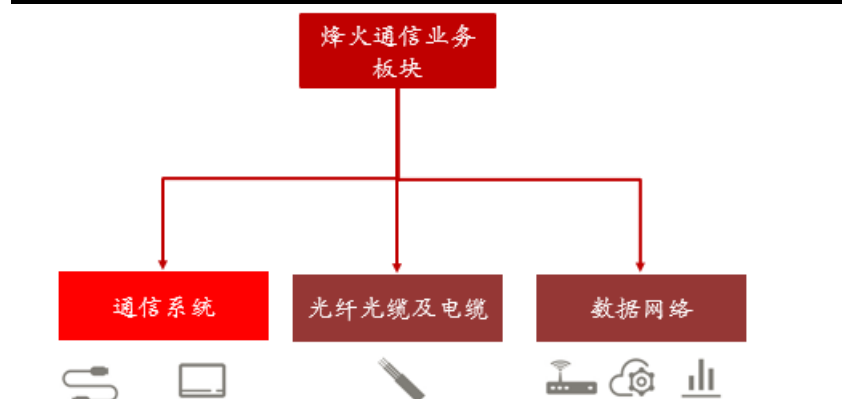 烽火通信业务
板块
通信系统
光纤光缆及电缆
数据网络